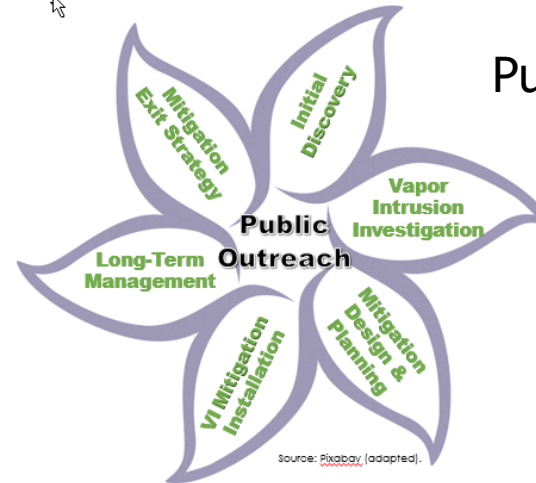 Pu
Initial
Discovery
Vapor
Intrusion
Investigation
Mitigation
Design &
Planning
VI Mitigation
Installation
Long-Term
Management
Mitigation
Exit Strategy
Public
Outreach
Source: Pixabay (adapted).